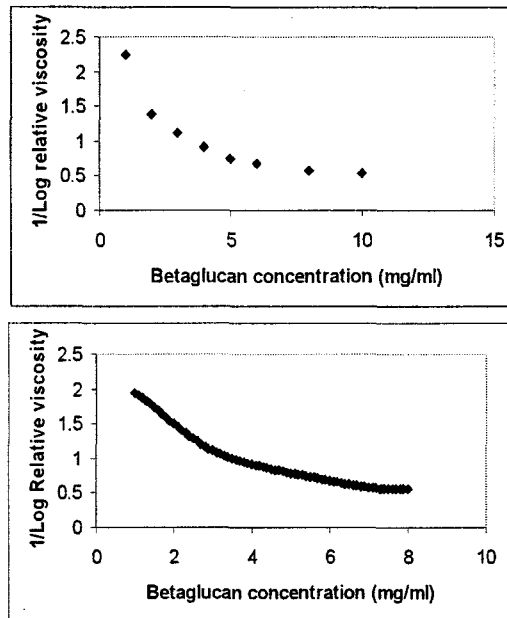 1/Log relative viscosity
2.5
2
1.5
1
0.5
0
0 5 10 15
Betaglucan concentration (mg/ml)
1/Log Relative viscosity
2.5
2
1.5
1
0.5
0
0 2 4 6 8 10
Betaglucan concentration (mg/ml)